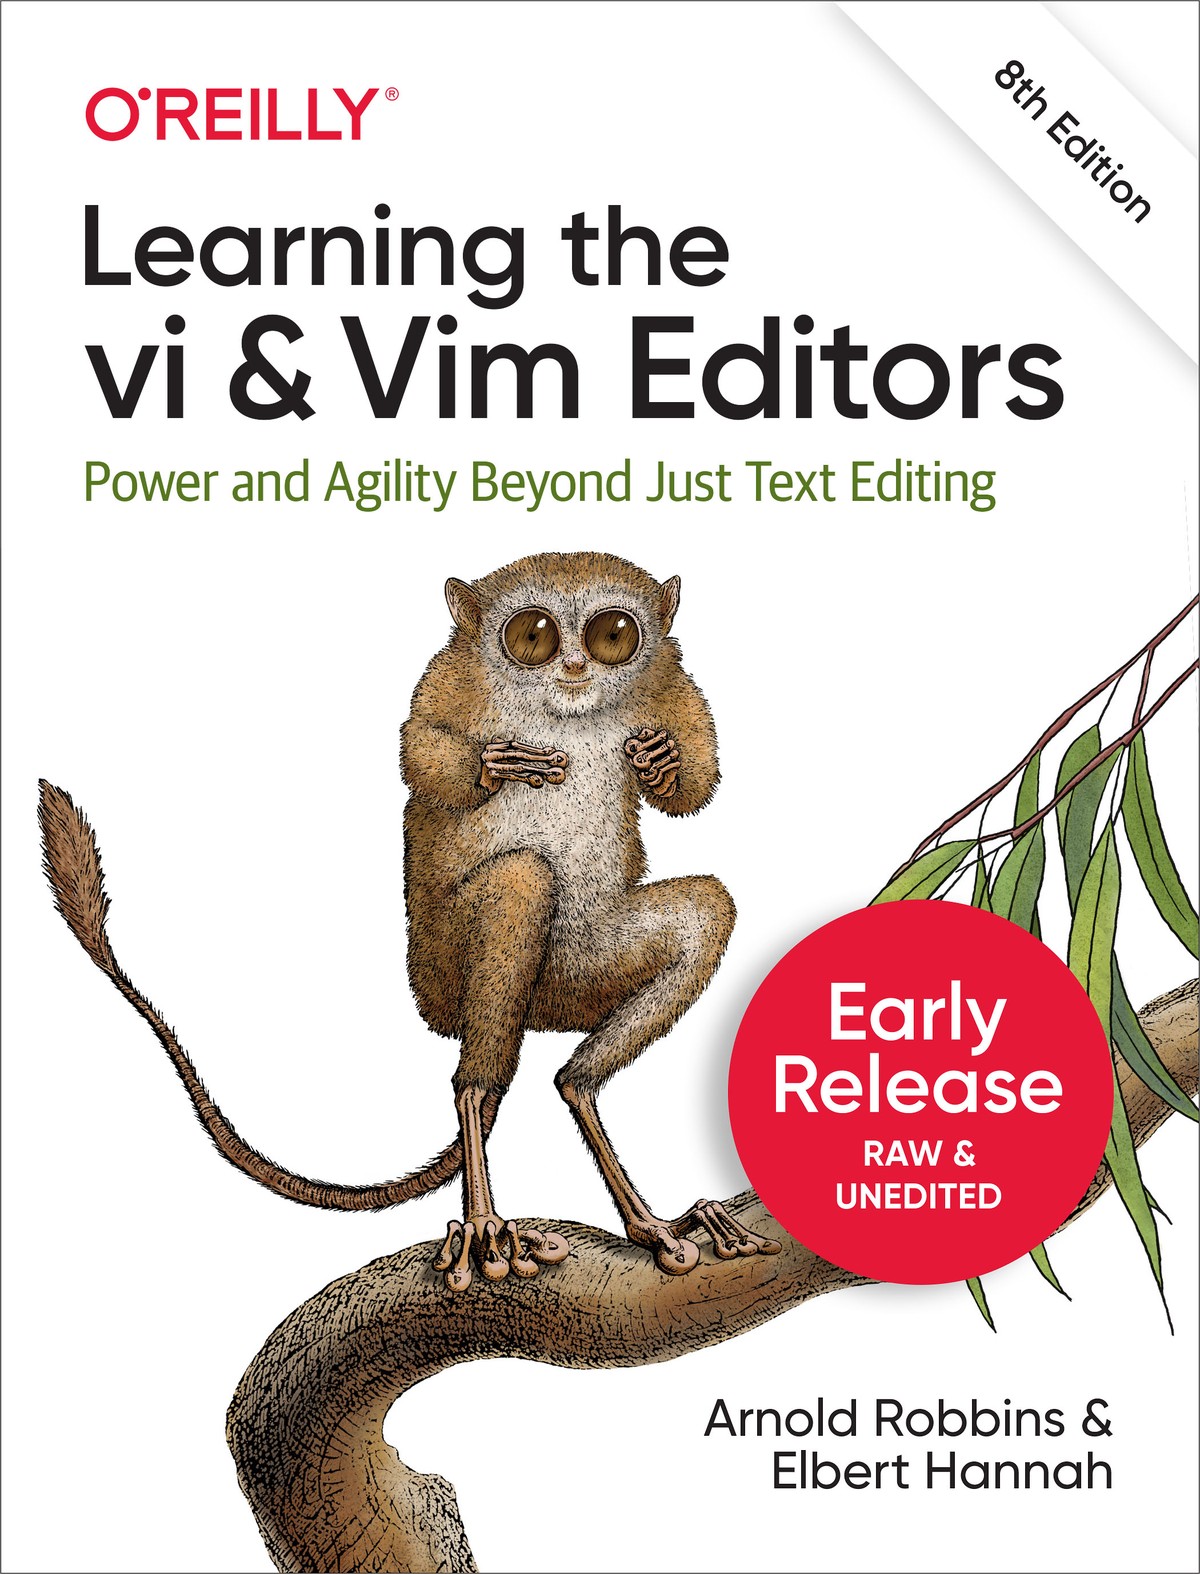 O'REILLY®
8th Edition
Learning the
vi & Vim Editors
Power and Agility Beyond Just Text Editing
Early
Release
RAW &
UNEDITED
Arnold Robbins &
Elbert Hannah